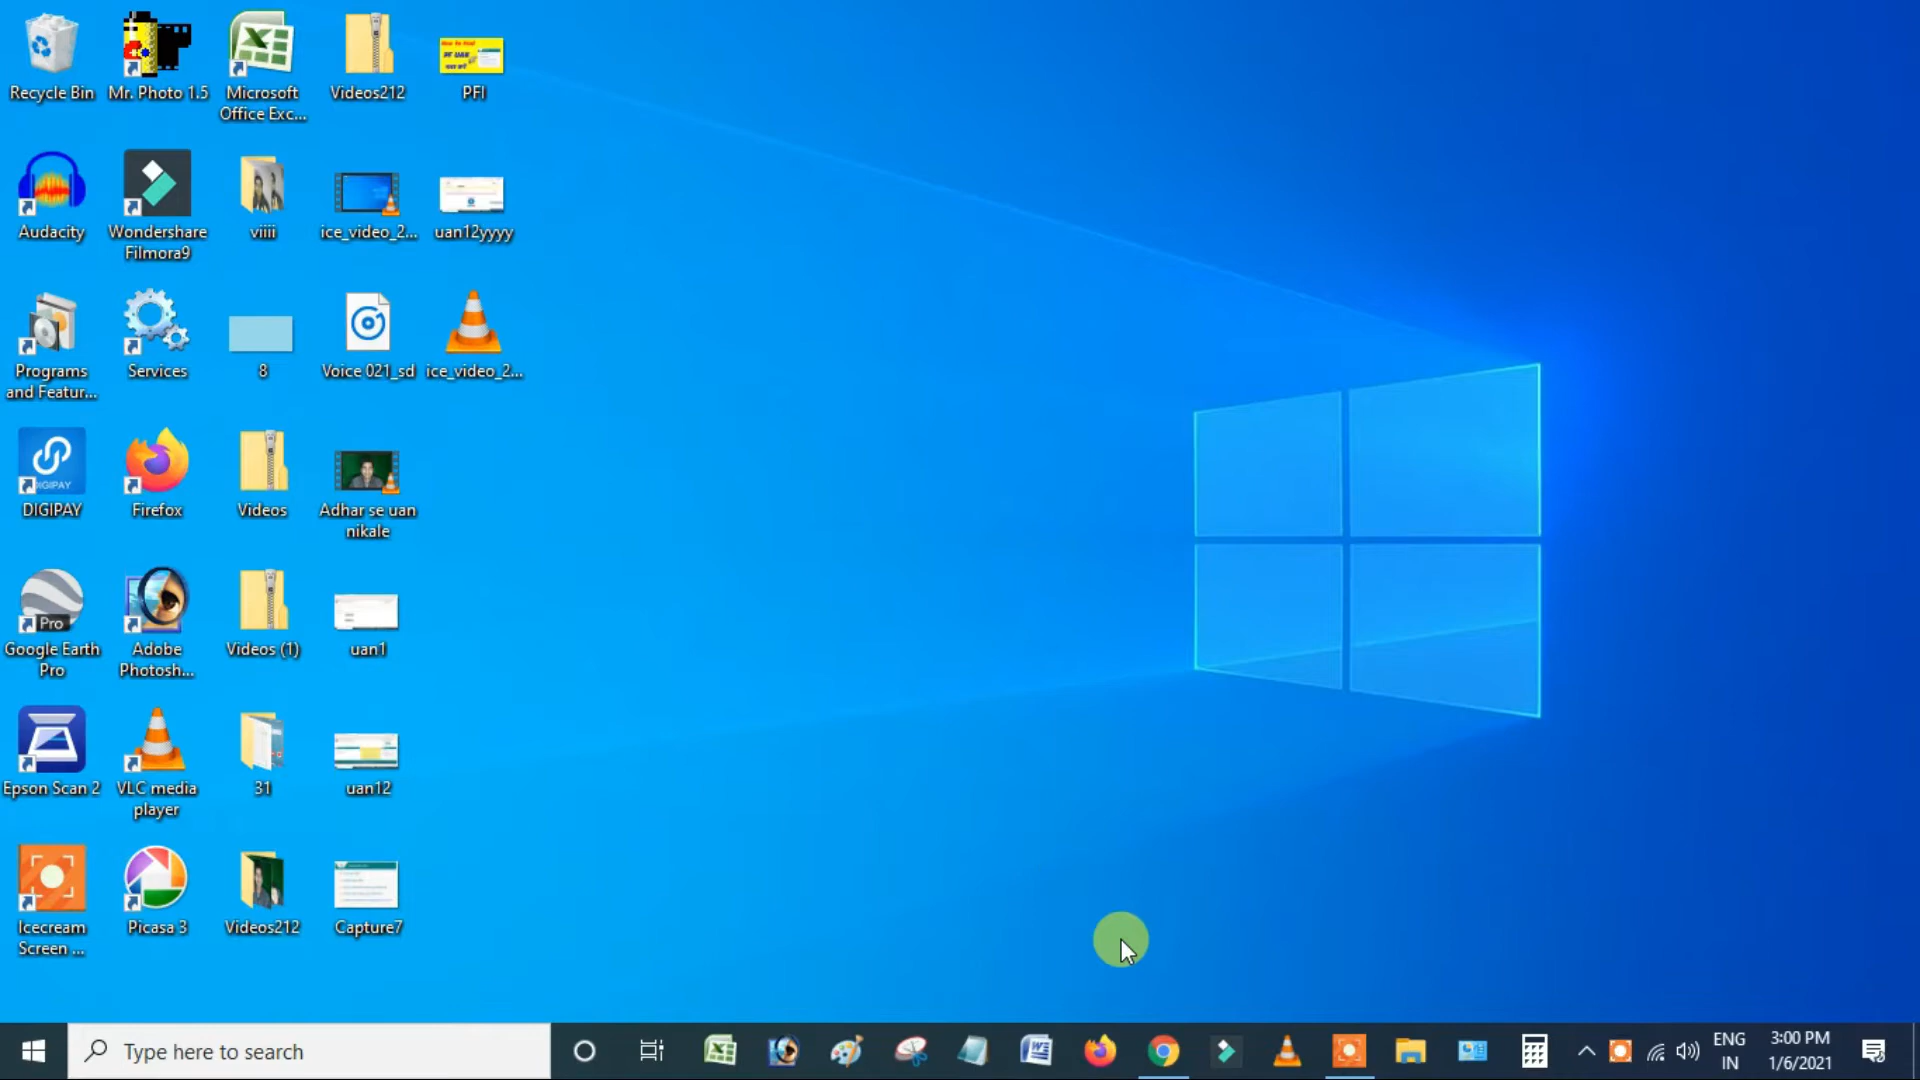 Recycle Bin
Mr. Photo 1.5
Microsoft
Office Exc...
Videos212
PFI
Audacity
Wondershare
Filmora9
viiii
ice_video_2...
uan12yyyy
Programs
and Featur...
Services
8
Voice 021_sd
ice_video_2...
DIGIPAY
DIGIPAY
Firefox
Videos
Adhar se uan
nikale
Pro
Google Earth
Pro
Adobe
Photosh...
Videos (1)
uan1
Epson Scan 2
VLC media
player
31
uan12
Icecream
Screen ...
Picasa 3
Videos212
Capture7
Type here to search
ENG
IN
3:00 PM
1/6/2021